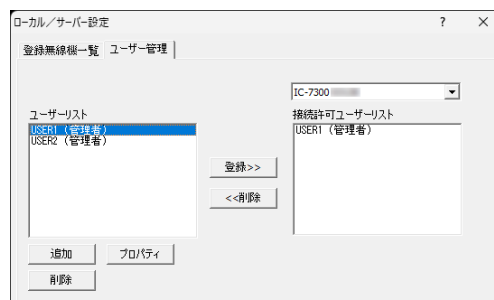 ローカル／サーバー設定
登録無線機一覧 ユーザー管理
IC-7300
ユーザーリスト 接続許可ユーザーリスト
USER1 (管理者) USER1 (管理者)
USER2 (管理者)
登録>>
<<削除
追加 プロパティ
削除